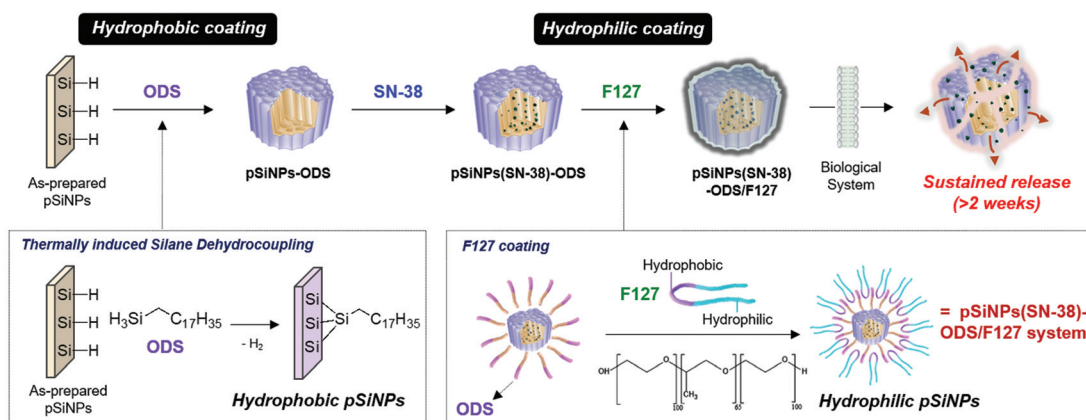 Hydrophobic coating
Hydrophilic coating
Si-H
Si-H
Si-H
As-prepared
pSiNPs
ODS
pSiNPs-ODS
SN-38
pSiNPs(SN-38)-ODS
F127
pSiNPs(SN-38)
-ODS/F127
Biological
System
Sustained release
(>2 weeks)
Thermally induced Silane Dehydrocoupling
Si-H
Si-H
Si-H
As-prepared
pSiNPs
H3Si
C17H35
ODS
- H2
Si
Si
Si
Si
C17H35
Hydrophobic pSiNPs
F127 coating
ODS
Hydrophobic
F127
Hydrophilic
OH
O
100
CH3
O
65
O
H
100
Hydrophilic pSiNPs
= pSiNPs(SN-38)-
ODS/F127 system